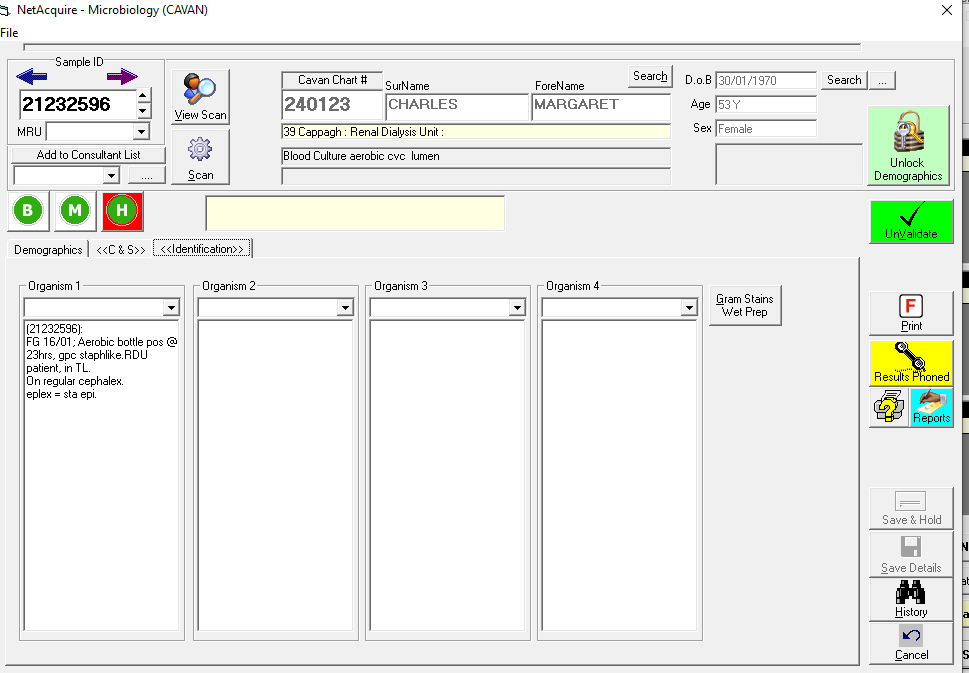 NetAcquire - Microbiology (CAVAN)
File
Sample ID
21232596
MRU
Add to Consultant List
....
View Scan
Scan
Cavan Chart #
SurName
ForeName
Search
240123
CHARLES
MARGARET
39 Cappagh : Renal Dialysis Unit :
Blood Culture aerobic cvc lumen
D.o.B
30/01/1970
Search
...
Age
53 Y
Sex
Female
Unlock
Demographics
B
M
H
UnValidate
Demographics
<<C & S>>
<<Identification>>
Organism 1
Organism 2
Organism 3
Organism 4
Gram Stains
Wet Prep
(21232596):
FG 16/01; Aerobic bottle pos @
23hrs, gpc staphlike.RDU
patient, in TL.
On regular cephalex.
eplex = sta epi.
F
Print
Results Phoned
Reports
Save & Hold
Save Details
History
Cancel